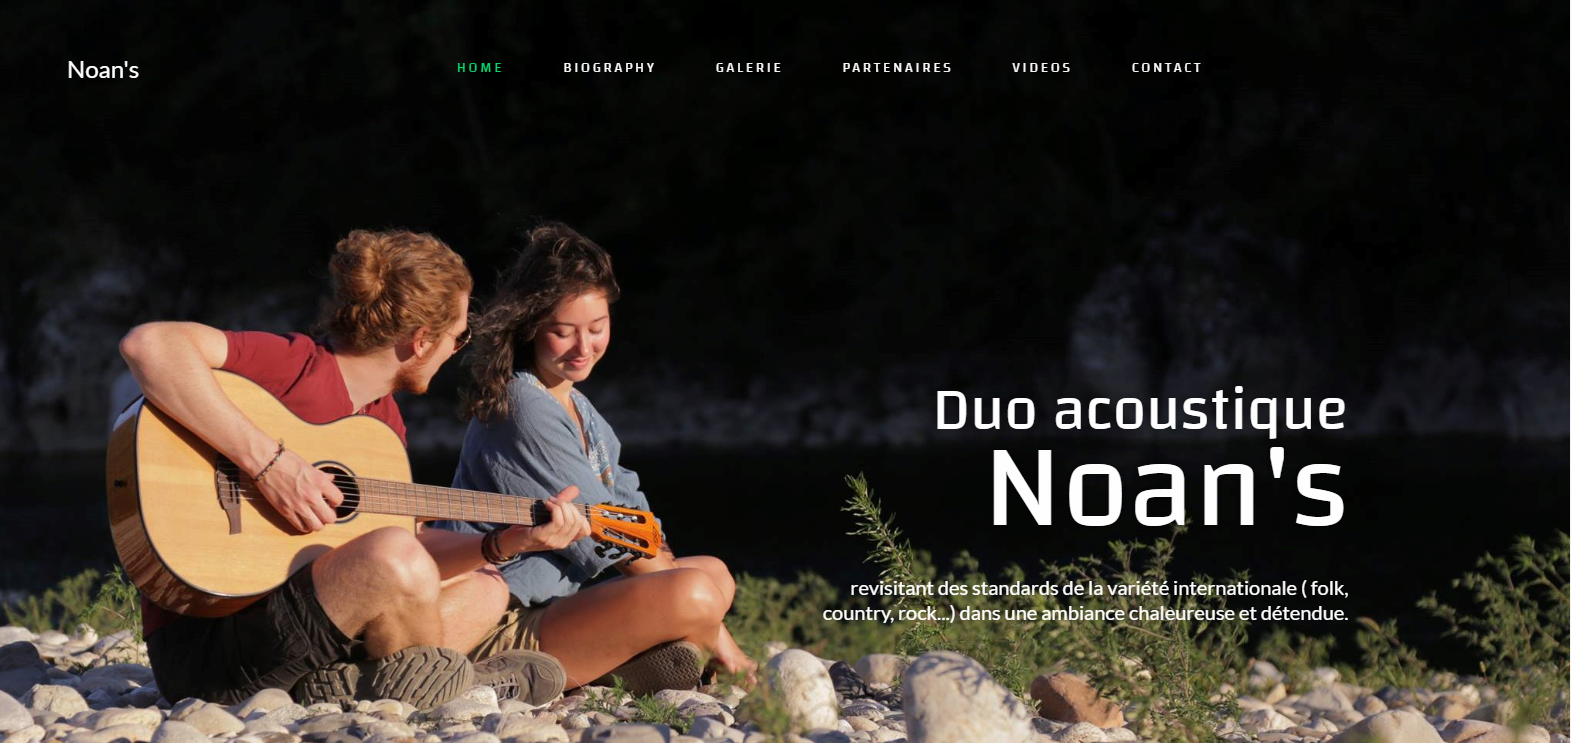 Noan's
HOME BIOGRAPHY GALERIE PARTENAIRES VIDEOS CONTACT
Duo acoustique
Noan's
revisitant des standards de la variété internationale ( folk,
country, rock...) dans une ambiance chaleureuse et détendue.